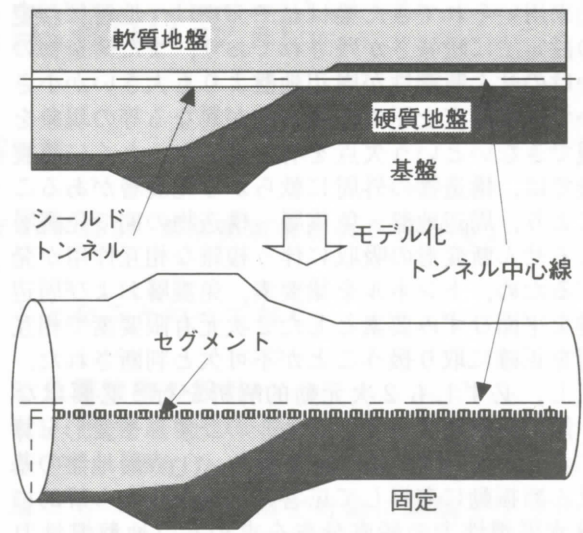 軟質地盤
硬質地盤
基盤
シールド
トンネル
モデル化
トンネル中心線
セグメント
固定